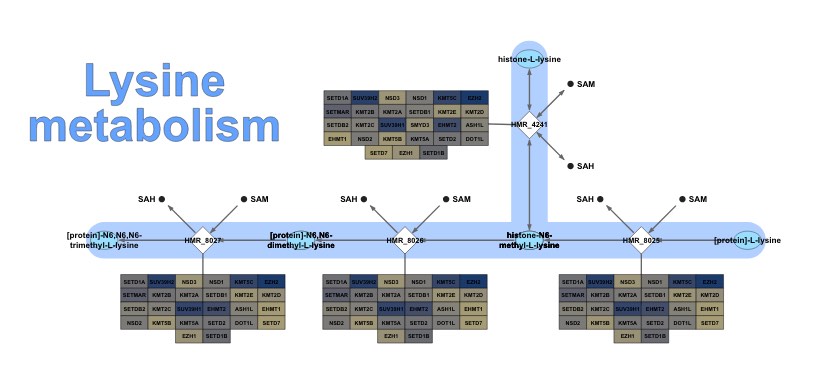 Lysine
metabolism
histone-L-lysine
SAM
SETD1A SUV39H2 NSD3 NSD1 KMT5C EZH2
SETMAR KMT2B KMT2A SETDB1 KMT2E KMT2D
HMR_4241
SETDB2 KMT2C SUV39H1 SMYD3 EHMT2 ASH1L
EHMT1 NSD2 KMT5B KMT5A SETD2 DOT1L
SETD7 EZH1 SETD1B
SAH
SAH SAM SAH SAM SAH SAM
[protein]-N6,N6,N6-
trimethyl-L-lysine
HMR_8027
[protein]-N6,N6-
dimethyl-L-lysine
HMR_8026
histone-N6-
methyl-L-lysine
HMR_8025
[protein]-L-lysine
SETD1A SUV39H2 NSD3 NSD1 KMT5C EZH2
SETMAR KMT2B KMT2A SETDB1 KMT2E KMT2D
SETDB2 KMT2C SUV39H1 EHMT2 ASH1L EHMT1
NSD2 KMT5B KMT5A SETD2 DOT1L SETD7
EZH1 SETD1B
SETD1A SUV39H2 NSD3 NSD1 KMT5C EZH2
SETMAR KMT2B KMT2A SETDB1 KMT2E KMT2D
SETDB2 KMT2C SUV39H1 EHMT2 ASH1L EHMT1
NSD2 KMT5B KMT5A SETD2 DOT1L SETD7
EZH1 SETD1B
SETD1A SUV39H2 NSD3 NSD1 KMT5C EZH2
SETMAR KMT2B KMT2A SETDB1 KMT2E KMT2D
SETDB2 KMT2C SUV39H1 EHMT2 ASH1L EHMT1
NSD2 KMT5B KMT5A SETD2 DOT1L SETD7
EZH1 SETD1B